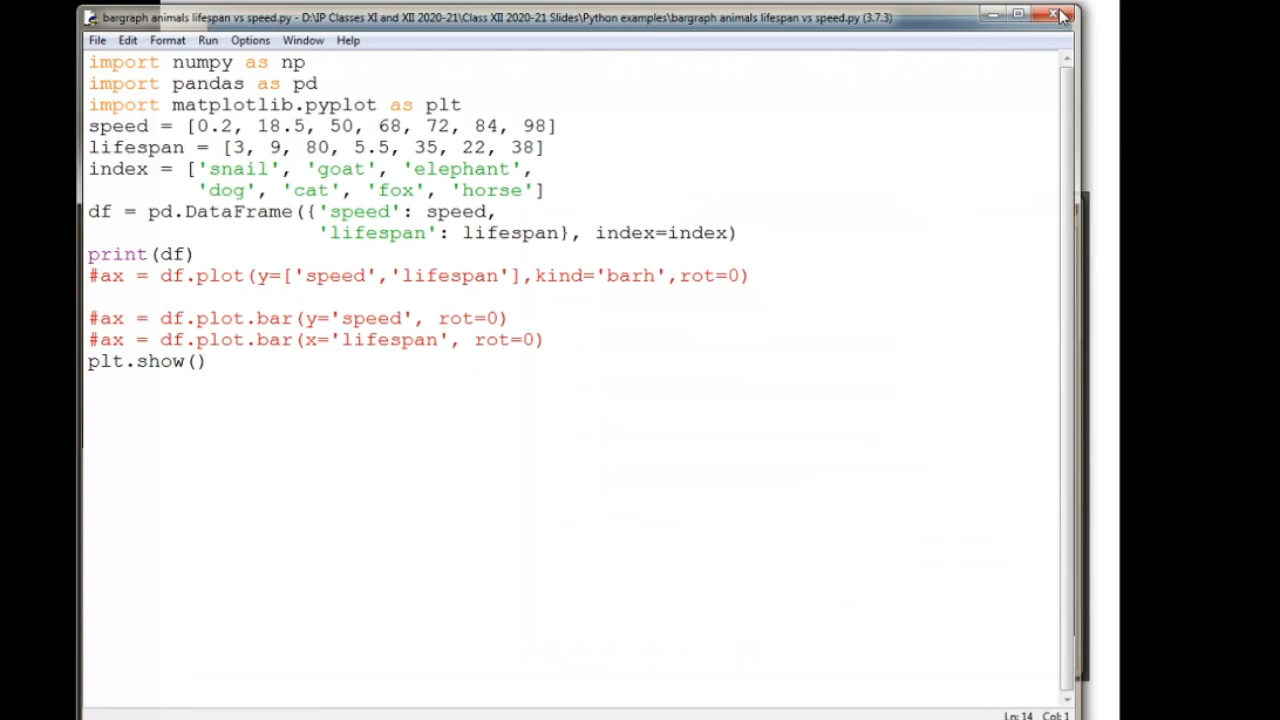 bargraph animals lifespan vs speed.py - D:\IP Classes XI and XII 2020-21\Class XII 2020-21 Slides\Python examples\bargraph animals lifespan vs speed.py (3.7.3)
File Edit Format Run Options Window Help
import numpy as np
import pandas as pd
import matplotlib.pyplot as plt
speed = [0.2, 18.5, 50, 68, 72, 84, 98]
lifespan = [3, 9, 80, 5.5, 35, 22, 38]
index = ['snail', 'goat', 'elephant',
'dog', 'cat', 'fox', 'horse']
df = pd.DataFrame({'speed': speed,
'lifespan': lifespan}, index=index)
print(df)
#ax = df.plot(y=['speed','lifespan'],kind='barh',rot=0)
#ax = df.plot.bar(y='speed', rot=0)
#ax = df.plot.bar(x='lifespan', rot=0)
plt.show()
Ln: 14 Col: 1